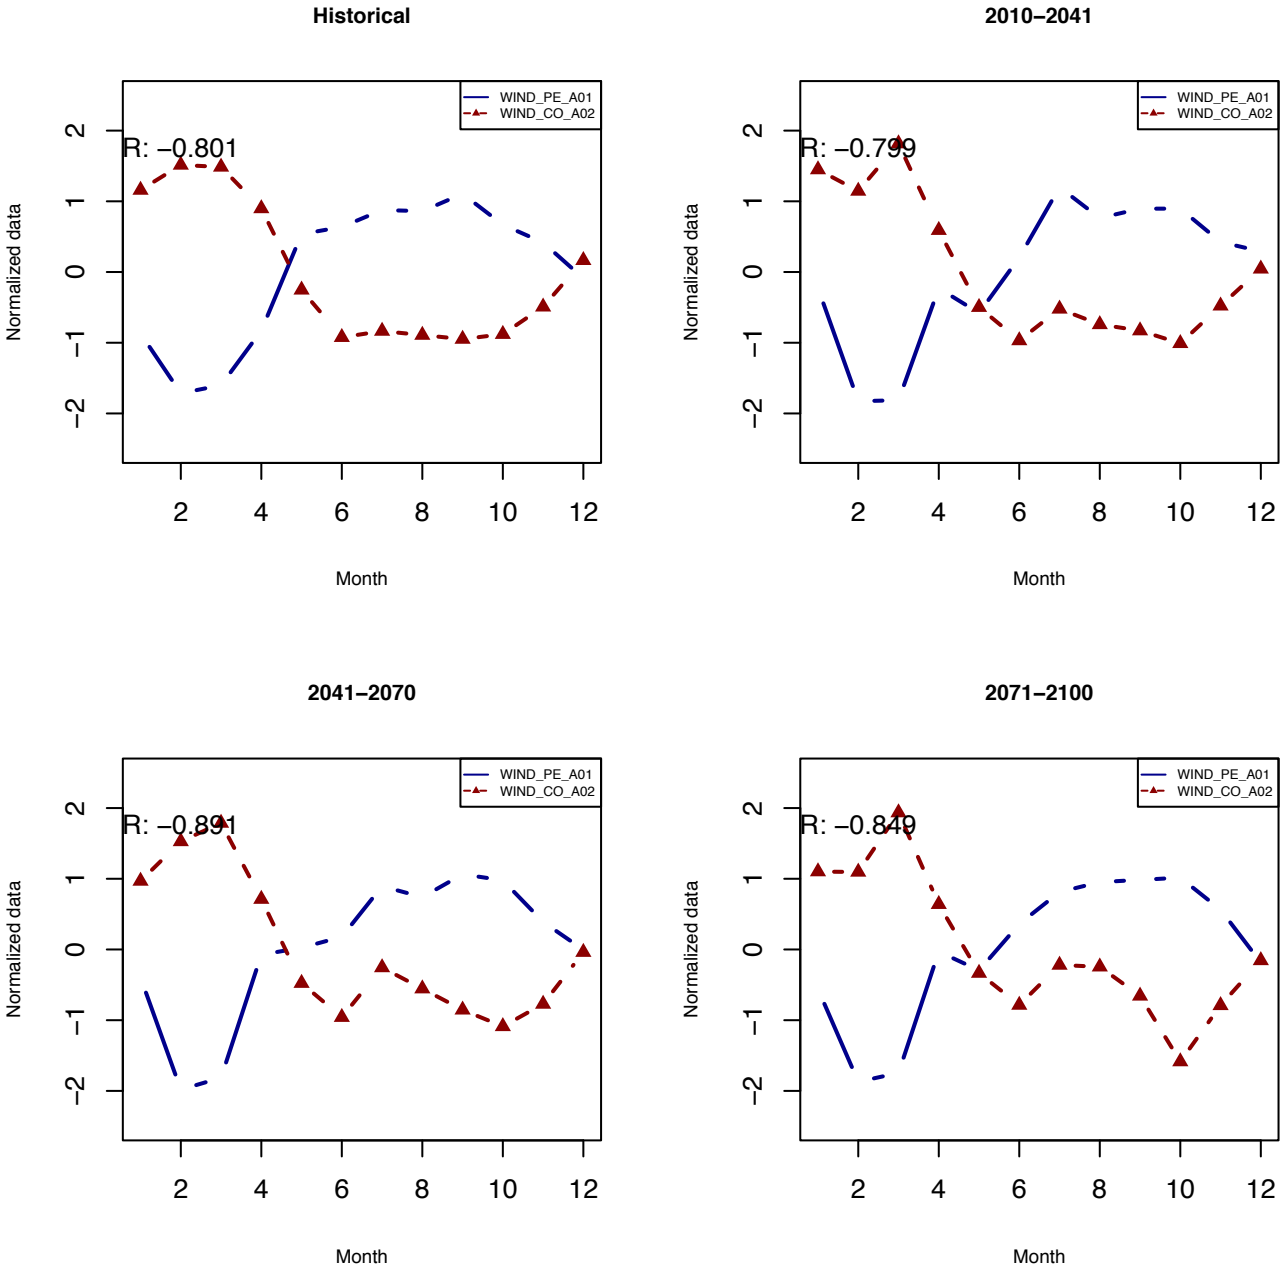 Historical
WIND_PE_A01
WIND_CO_A02
R: −0.801
Normalized data
2
1
0
−1
−2
2 4 6 8 10 12
Month
2010−2041
WIND_PE_A01
WIND_CO_A02
R: −0.799
Normalized data
2
1
0
−1
−2
2 4 6 8 10 12
Month
2041−2070
WIND_PE_A01
WIND_CO_A02
R: −0.891
Normalized data
2
1
0
−1
−2
2 4 6 8 10 12
Month
2071−2100
WIND_PE_A01
WIND_CO_A02
R: −0.849
Normalized data
2
1
0
−1
−2
2 4 6 8 10 12
Month